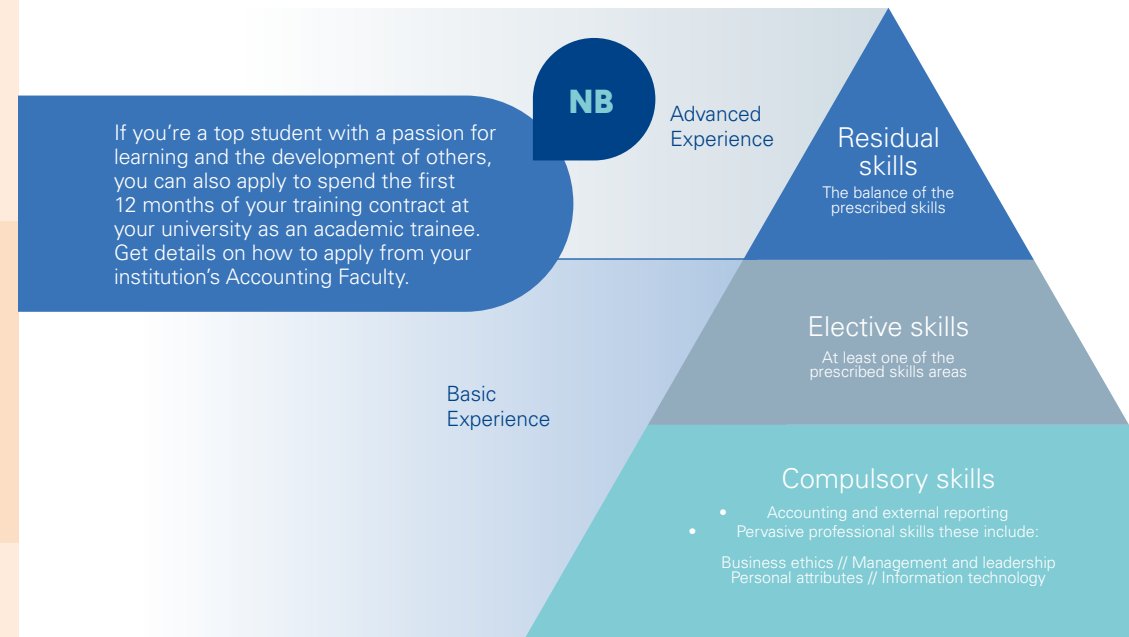 NB
If you're a top student with a passion for
learning and the development of others,
you can also apply to spend the first
12 months of your training contract at
your university as an academic trainee.
Get details on how to apply from your
institution's Accounting Faculty.
Advanced
Experience
Residual
skills
The balance of the
prescribed skills
Elective skills
At least one of the
prescribed skills areas
Basic
Experience
Compulsory skills
• Accounting and external reporting
• Pervasive professional skills these include:
Business ethics // Management and leadership
Personal attributes // Information technology